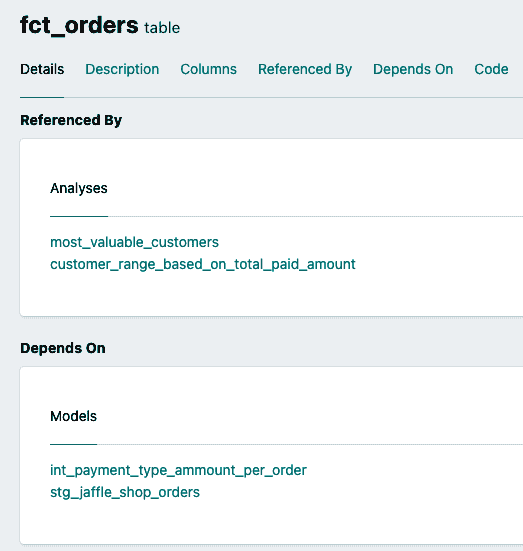 fct_orders table
Details Description Columns Referenced By Depends On Code
Referenced By
Analyses
most_valuable_customers
customer_range_based_on_total_paid_amount
Depends On
Models
int_payment_type_ammount_per_order
stg_jaffle_shop_orders